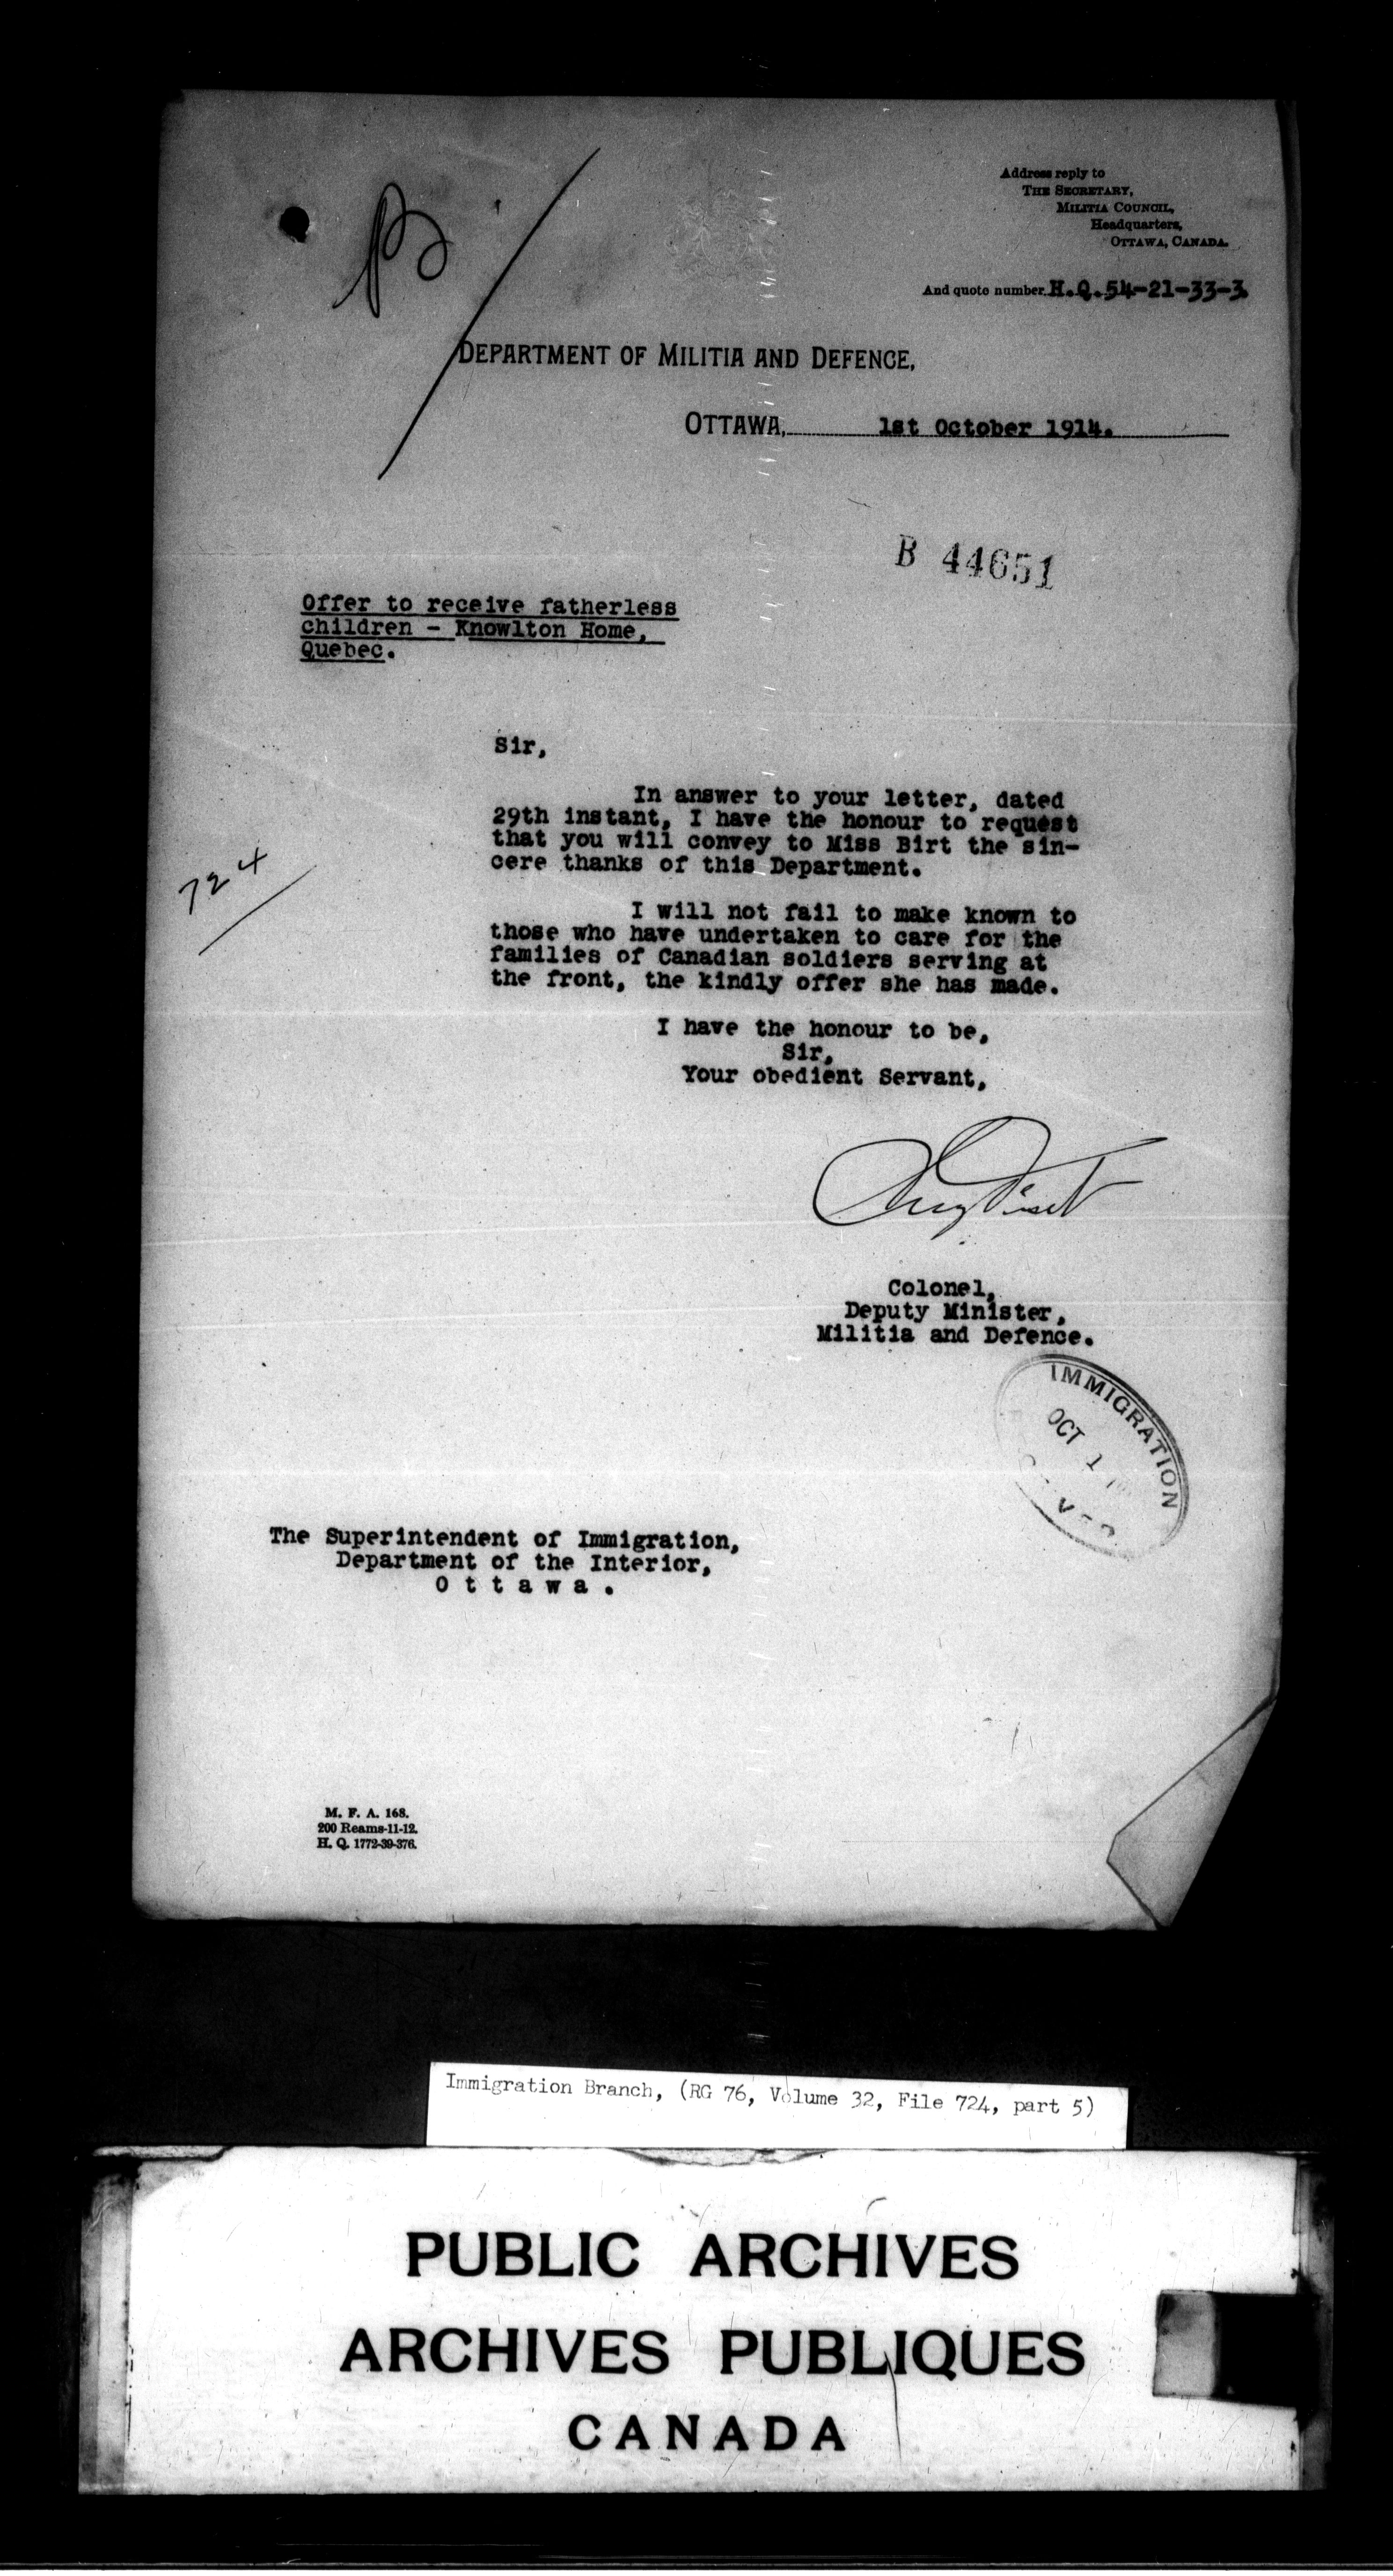 Address reply to
THE SECRETARY,
MILITIA COUNCIL,
Headquarters,
OTTAWA, CANADA.
And quote number H.Q. 54-21-33-3.
B
DEPARTMENT OF MILITIA AND DEFENCE,
OTTAWA, 1st October 1914.
B 44651
Offer to receive fatherless
children - Knowlton Home,
Quebec.
Sir,
In answer to your letter, dated
29th instant, I have the honour to request
that you will convey to Miss Birt the sin-
cere thanks of this Department.
724
I will not fail to make known to
those who have undertaken to care for the
families of Canadian soldiers serving at
the front, the kindly offer she has made.
I have the honour to be,
Sir,
Your obedient Servant,
Colonel,
Deputy Minister,
Militia and Defence.
IMMIGRATION
OCT 1
The Superintendent of Immigration,
Department of the Interior,
O t t a w a .
M. F. A. 168.
200 Reams-11-12.
H. Q. 1772-39-376.
Immigration Branch, (RG 76, Volume 32, File 724, part 5)
PUBLIC ARCHIVES
ARCHIVES PUBLIQUES
CANADA